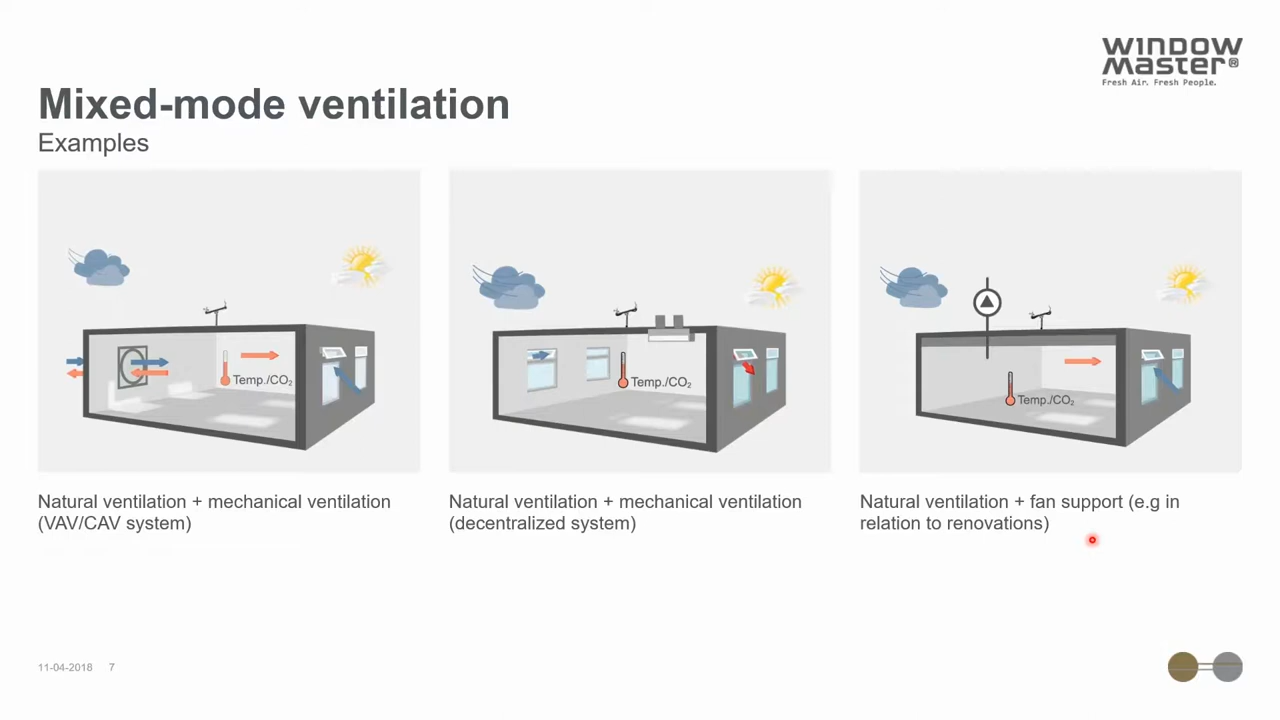 WINDOW
Master®
Fresh Air. Fresh People.
Mixed-mode ventilation
Examples
Temp./CO₂
Temp./CO₂
Temp./CO₂
Natural ventilation + mechanical ventilation
(VAV/CAV system)
Natural ventilation + mechanical ventilation
(decentralized system)
Natural ventilation + fan support (e.g in
relation to renovations)
11-04-2018 7